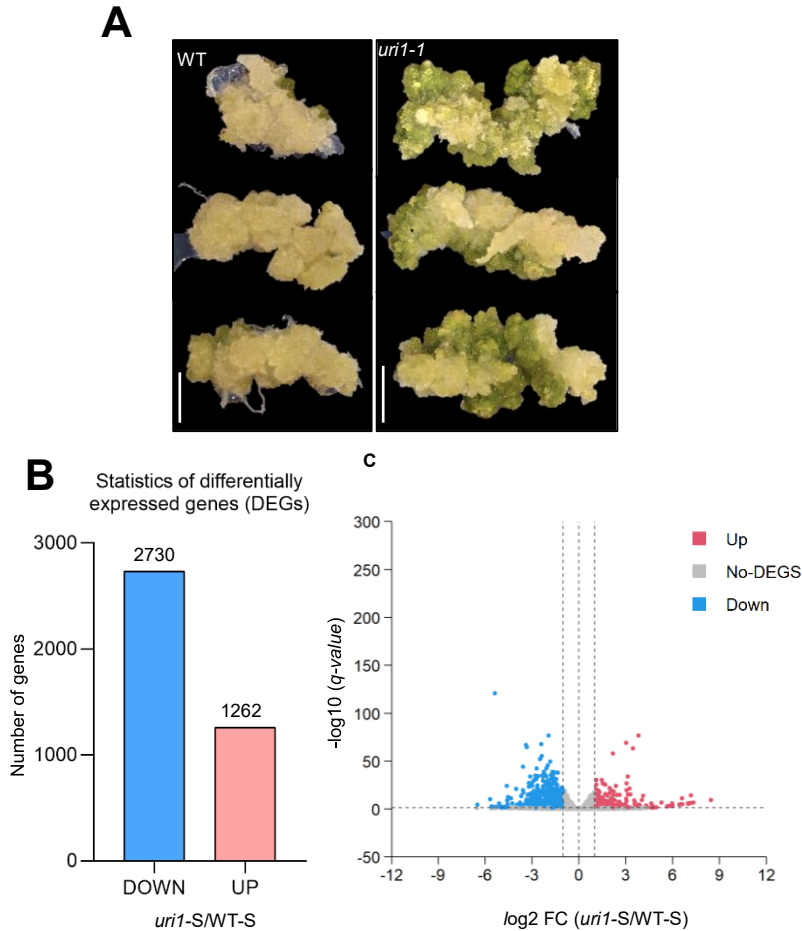 A
WT
uri1-1
B
Statistics of differentially
expressed genes (DEGs)
3000
2000
1000
0
Number of genes
2730
1262
DOWN
UP
uri1-S/WT-S
C
300
250
200
150
100
50
0
-50
-log10 (q-value)
-12
-9
-6
-3
0
3
6
9
12
log2 FC (uri1-S/WT-S)
Up
No-DEGS
Down